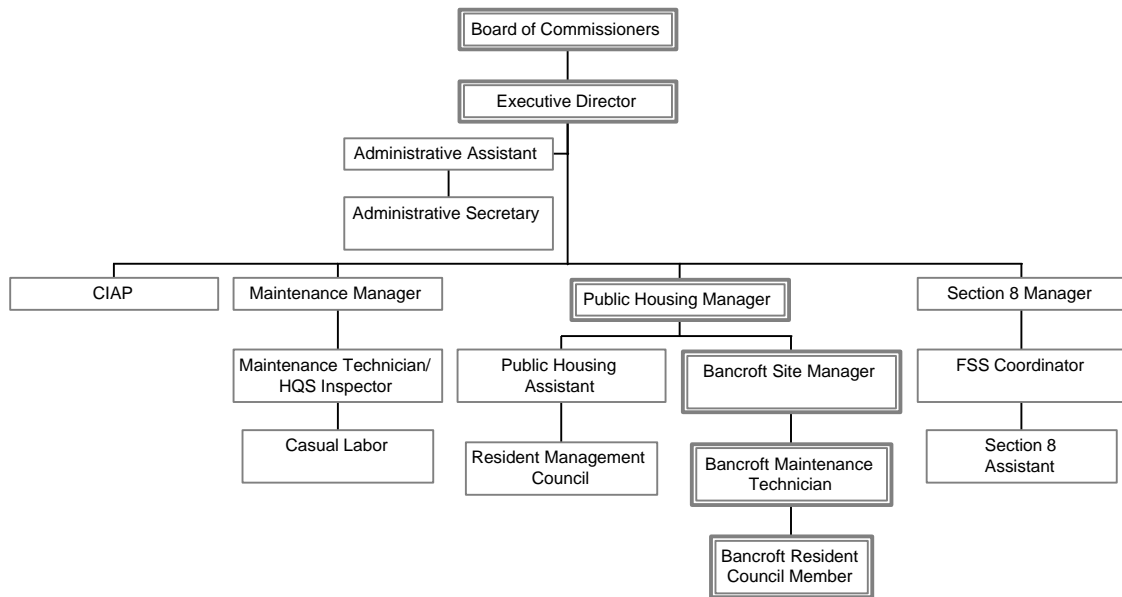 Board of Commissioners
Executive Director
Administrative Assistant
Administrative Secretary
CIAP
Maintenance Manager
Public Housing Manager
Section 8 Manager
Maintenance Technician/
HQS Inspector
Public Housing
Assistant
Bancroft Site Manager
FSS Coordinator
Casual Labor
Resident Management
Council
Bancroft Maintenance
Technician
Section 8
Assistant
Bancroft Resident
Council Member